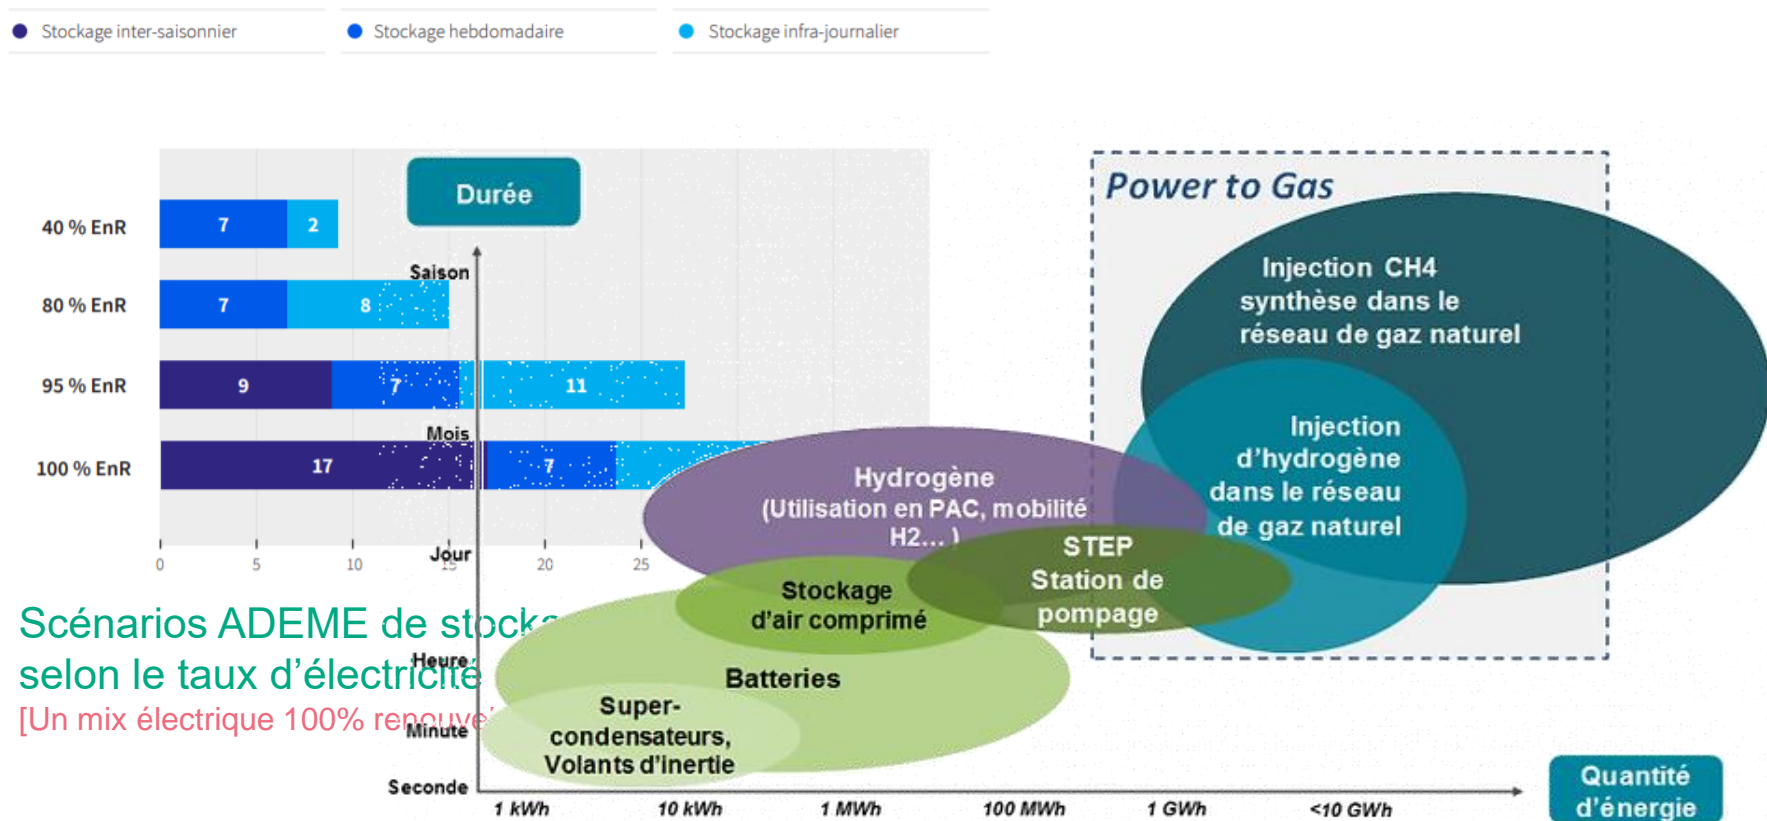 Stockage inter-saisonnier
Stockage hebdomadaire
Stockage infra-journalier
40 % EnR
7
2
80 % EnR
7
8
95 % EnR
9
7
11
100 % EnR
17
7
0
5
10
15
20
25
Scénarios ADEME de
selon le taux d'électricité
[Un mix électrique 100%
Durée
Saison
Mois
Jour
Heure
Minute
Seconde
Power to Gas
Injection CH4
synthèse dans le
réseau de gaz naturel
Injection
d'hydrogène
dans le réseau
de gaz naturel
Hydrogène
(Utilisation en PAC, mobilité
H2... )
STEP
Station de
pompage
Stockage
d'air comprimé
Batteries
Super-
condensateurs,
Volants d'inertie
1 kWh
10 kWh
1 MWh
100 MWh
1 GWh
<10 GWh
Quantité
d'énergie